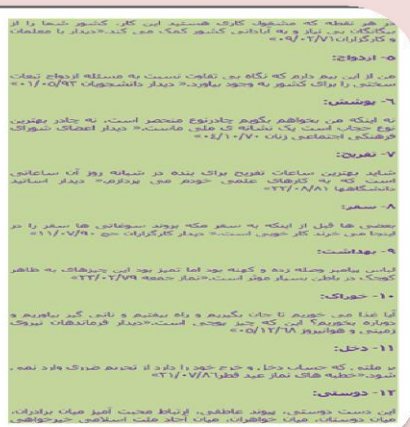 در هر نقطه که مشغول کاری هستید این کار، کشور شما را از
بیگانگان بی نیاز و به آبادانی کشور کمک می کند.«دیدار با معلمان
و کارگزاران ۰۹/۰۲/۷۱»
۵- ازدواج:
من از این بیم دارم که نگاه بی تفاوت نسبت به مسئله ازدواج تبعات
سختی را برای کشور به وجود بیاورد.« دیدار دانشجویان ۰۱/۰۵/۹۳»
۶- پوشش:
نه اینکه من بخواهم بگویم چادرنوع منحصر است، نه چادر بهترین
نوع حجاب است یک نشانه ی ملی ماست.« دیدار اعضای شورای
فرهنگی اجتماعی زنان ۰۴/۱۰/۷۰»
۷- تفریح:
شاید بهترین ساعات تفریح برای بنده در شبانه روز آن ساعاتی
است که به کارهای علمی خودم می پردازم.« دیدار اساتید
دانشگاهها ۲۲/۰۸/۸۱»
۸- سفر:
بعضی ها قبل از اینکه به سفر مکه بروند سوغاتی ها سفر را در
اینجا می خرند کار خوبی است.« دیدار کارگزاران حج ۱۱/۰۷/۹۰»
۹- بهداشت:
لباس پیامبر وصله زده و کهنه بود اما تمیز بود این چیزهای به ظاهر
کوچک در باطن بسیار موثر است.«نماز جمعه ۲۳/۰۲/۷۹»
۱۰- خوراک:
آیا غذا می خوریم تا جان بگیریم و راه بیفتیم و نانی گیر بیاوریم و
دوباره بخوریم؟ این که چیز پوچی است.«دیدار فرماندهان نیروی
زمینی و هوانیروز ۰۵/۱۲/۶۸»
۱۱- دخل:
بر ملتی که حساب دخل و خرج خود را دارد از تحریم ضرری وارد نمی
شود.«خطبه های نماز عید فطر ۲۱/۰۷/۸۶»
۱۲- دوستی:
این دست دوستی، پیوند عاطفی، ارتباط محبت آمیز میان برادران،
میان دوستان، میان خواهران، میان آحاد ملت اسلامی خیرخواهی